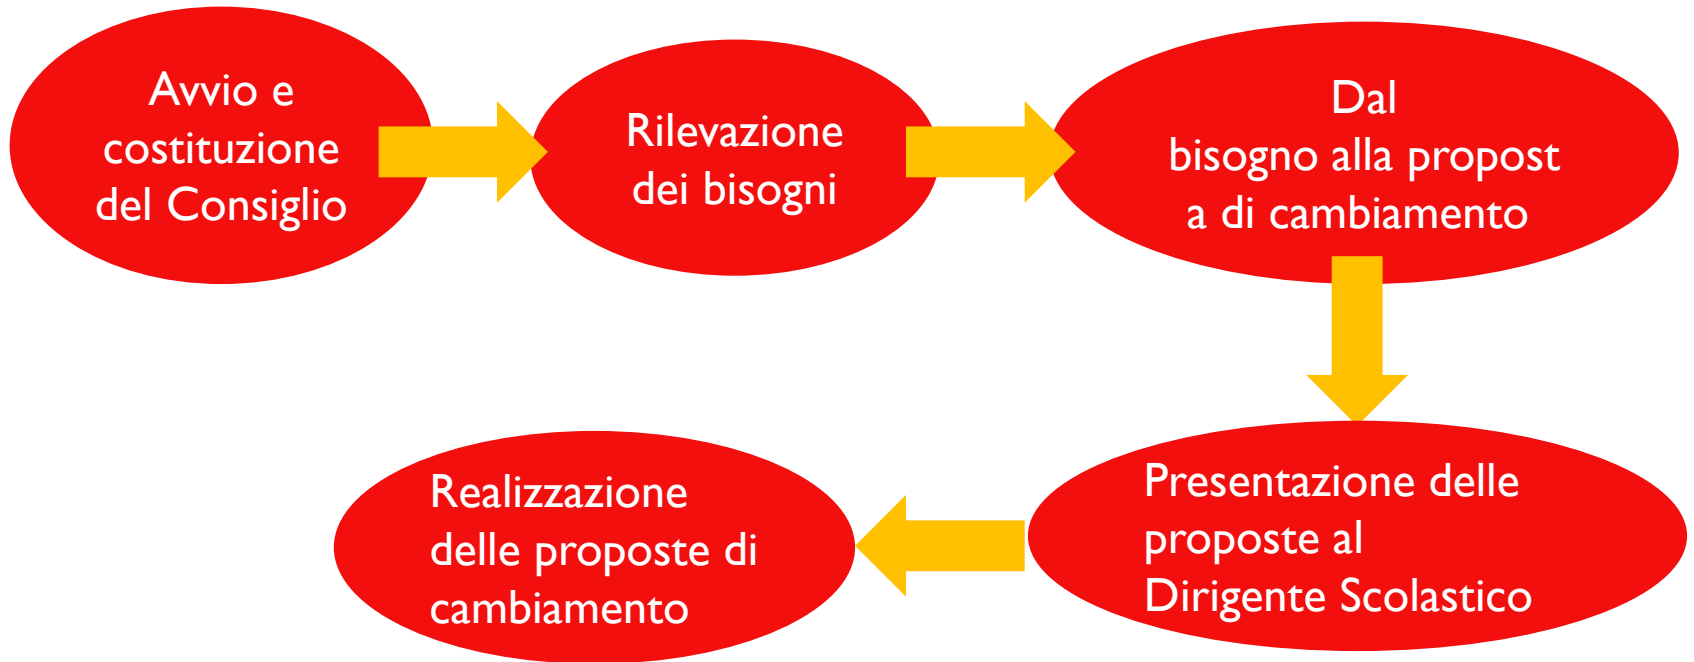 Avvio e
costituzione
del Consiglio
Rilevazione
dei bisogni
Dal
bisogno alla propost
a di cambiamento
Presentazione delle
proposte al
Dirigente Scolastico
Realizzazione
delle proposte di
cambiamento